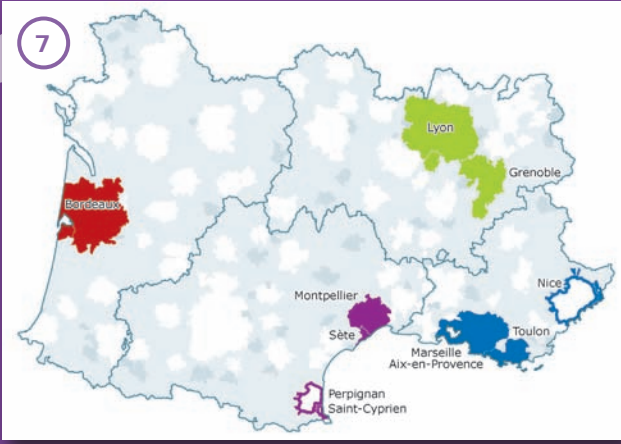 7
Lyon
Grenoble
Bordeaux
Nice
Montpellier
Sète
Toulon
Marseille
Aix-en-Provence
Perpignan
Saint-Cyprien